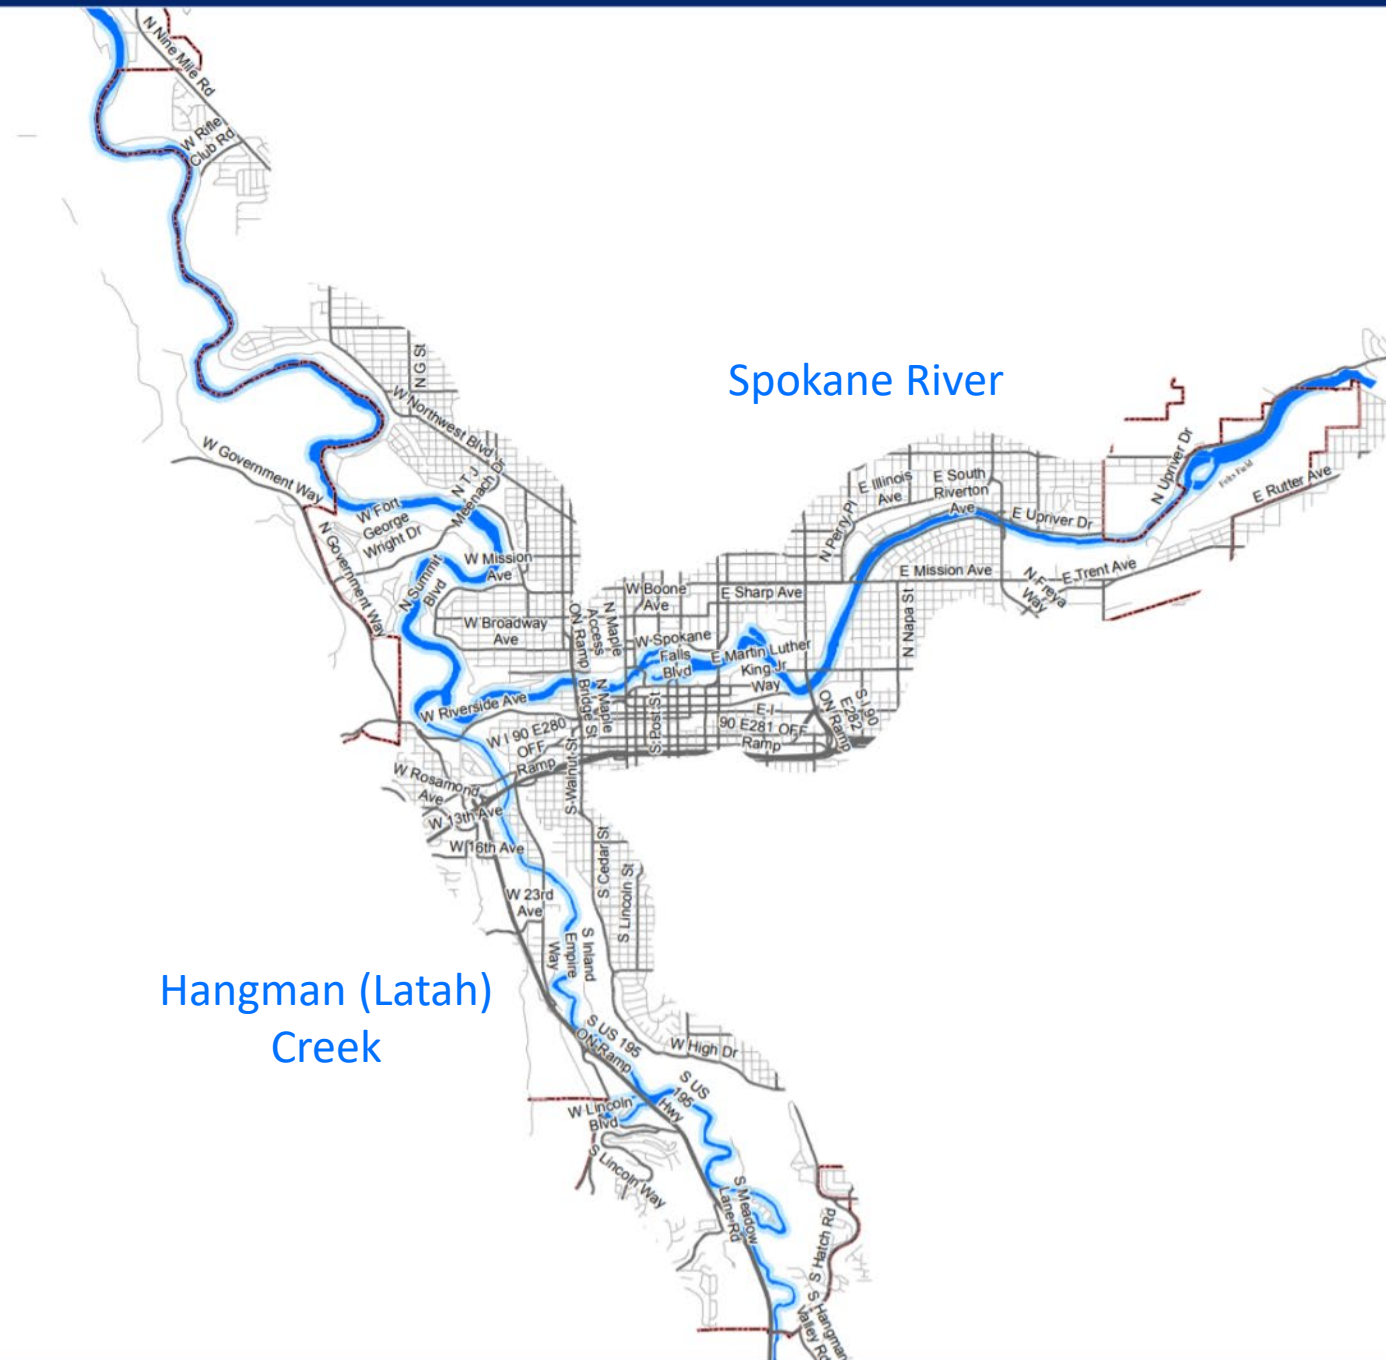 N Nine Mile Rd
W Rifle
Club Rd
N G St
Spokane River
W Northwest Blvd
W Government Way
N T J
Meenach Dr
W Fort
George
Wright Dr
N Government Way
N Summit
Blvd
W Mission
Ave
E Illinois
Ave
E South
Riverton
Ave
N Perry Pl
E Upriver Dr
N Upriver Dr
Felts Field
E Rutter Ave
E Mission Ave
N Freya
Way
E Trent Ave
N Napa St
W Boone
Ave
E Sharp Ave
W Broadway
Ave
ON Ramp
N Maple
Access
W Spokane
Falls
Blvd
E Martin Luther
King Jr
Way
W Riverside Ave
Bridge St
N Maple
S Post St
E I
90 E281 OFF
Ramp
S I 90
E282
ON Ramp
W I 90 E280
OFF
Ramp
S Walnut St
W Rosamond
Ave
W 13th Ave
W 16th Ave
S Cedar St
S Lincoln St
W 23rd
Ave
S Inland
Empire
Way
Hangman (Latah)
Creek
S US 195
ON Ramp
W High Dr
S US
195
Hwy
W Lincoln
Blvd
S Lincoln Way
S Meadow
Lane Rd
S Hatch Rd
S Hangman
Valley Rd